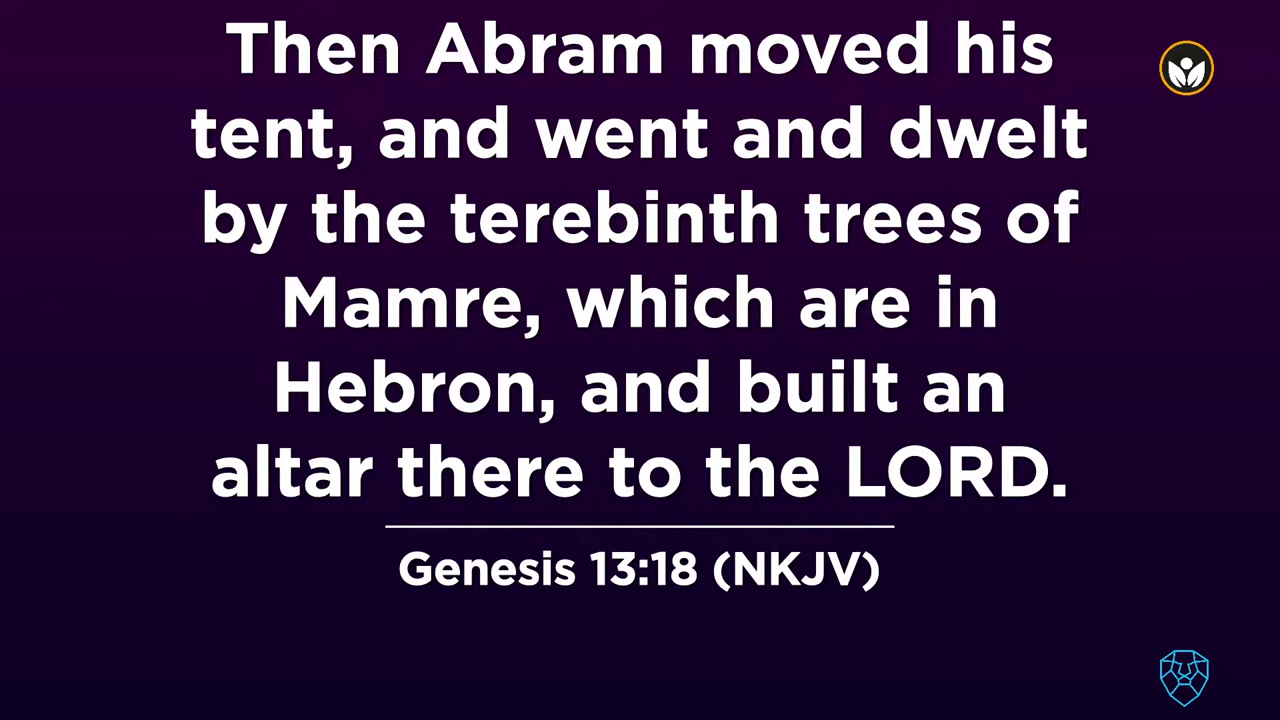 Then Abram moved his
tent, and went and dwelt
by the terebinth trees of
Mamre, which are in
Hebron, and built an
altar there to the LORD.
Genesis 13:18 (NKJV)